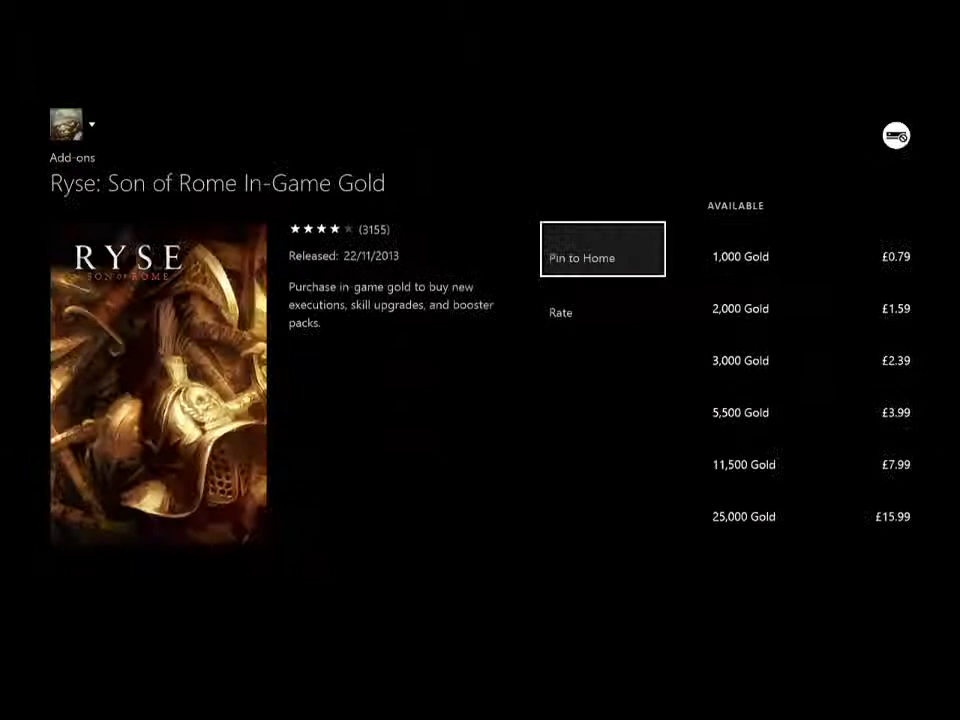 Add-ons
Ryse: Son of Rome In-Game Gold
RYSE
SON OF ROME
(3155)
Released: 22/11/2013
Purchase in-game gold to buy new
executions, skill upgrades, and booster
packs.
Pin to Home
Rate
AVAILABLE
1,000 Gold £0.79
2,000 Gold £1.59
3,000 Gold £2.39
5,500 Gold £3.99
11,500 Gold £7.99
25,000 Gold £15.99